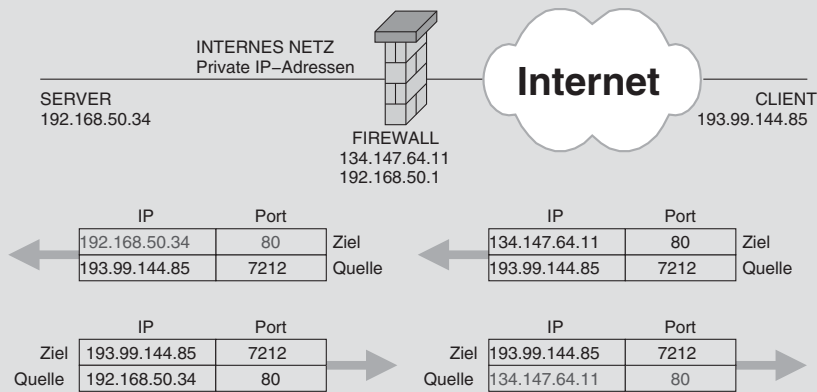 INTERNES NETZ
Private IP–Adressen
Internet
SERVER
192.168.50.34
CLIENT
193.99.144.85
FIREWALL
134.147.64.11
192.168.50.1
IP Port
192.168.50.34 80 Ziel
193.99.144.85 7212 Quelle
IP Port
134.147.64.11 80 Ziel
193.99.144.85 7212 Quelle
IP Port
Ziel 193.99.144.85 7212
Quelle 192.168.50.34 80
IP Port
Ziel 193.99.144.85 7212
Quelle 134.147.64.11 80